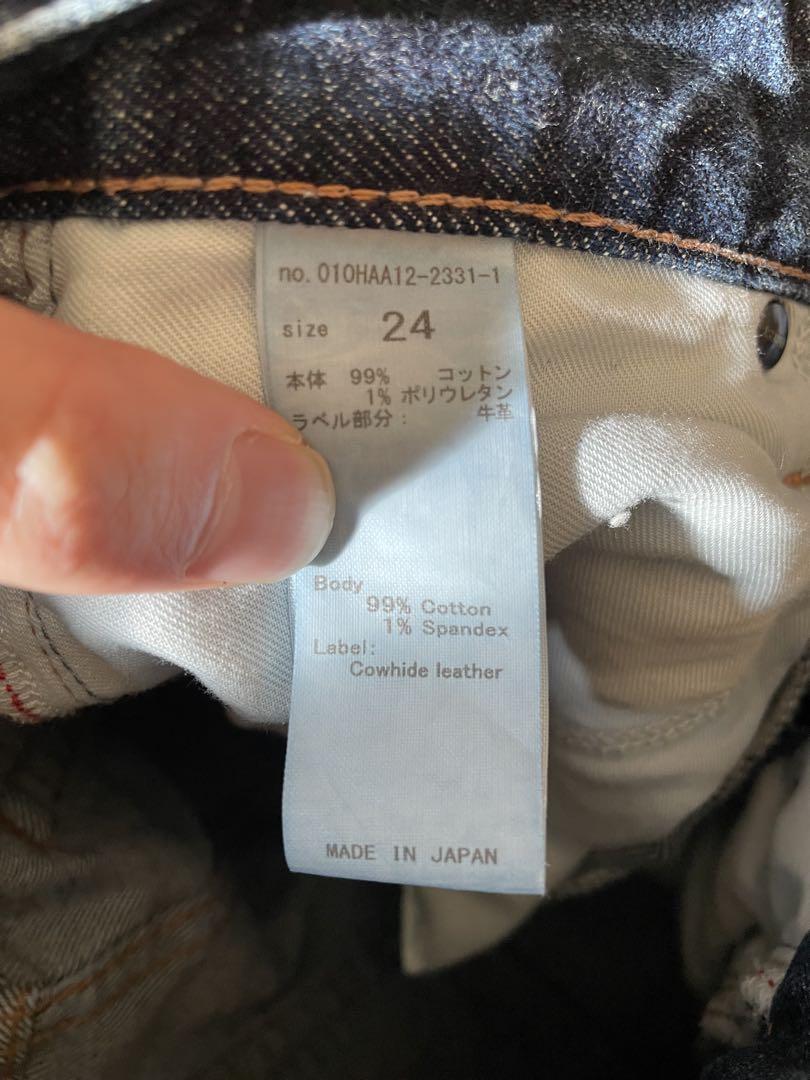 no. 010HAA12-2331-1
size 24
本体 99% コットン
1% ポリウレタン
ラベル部分: 牛革
Body
99% Cotton
1% Spandex
Label:
Cowhide leather
MADE IN JAPAN